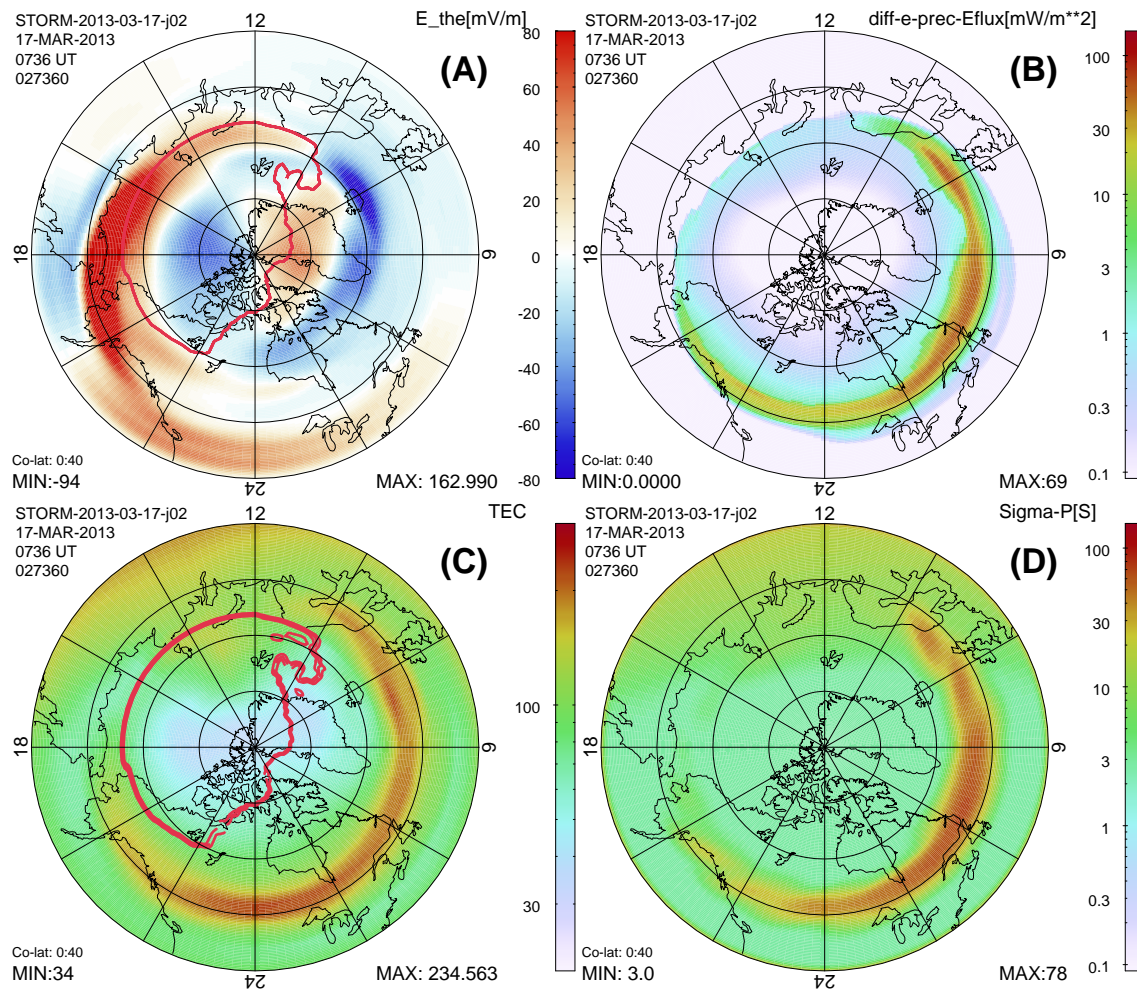 STORM-2013-03-17-j02
17-MAR-2013
0736 UT
027360
12
E_the[mV/m]
(A)
18
6
24
80
60
40
20
0
-20
-40
-60
-80
Co-lat: 0:40
MIN:-94
MAX: 162.990
STORM-2013-03-17-j02
17-MAR-2013
0736 UT
027360
12
diff-e-prec-Eflux[mW/m**2]
(B)
18
6
24
100
30
10
3
1
0.3
0.1
Co-lat: 0:40
MIN:0.0000
MAX:69
STORM-2013-03-17-j02
17-MAR-2013
0736 UT
027360
12
TEC
(C)
18
6
24
100
30
Co-lat: 0:40
MIN:34
MAX: 234.563
STORM-2013-03-17-j02
17-MAR-2013
0736 UT
027360
12
Sigma-P[S]
(D)
18
6
24
100
30
10
3
1
0.3
0.1
Co-lat: 0:40
MIN: 3.0
MAX:78